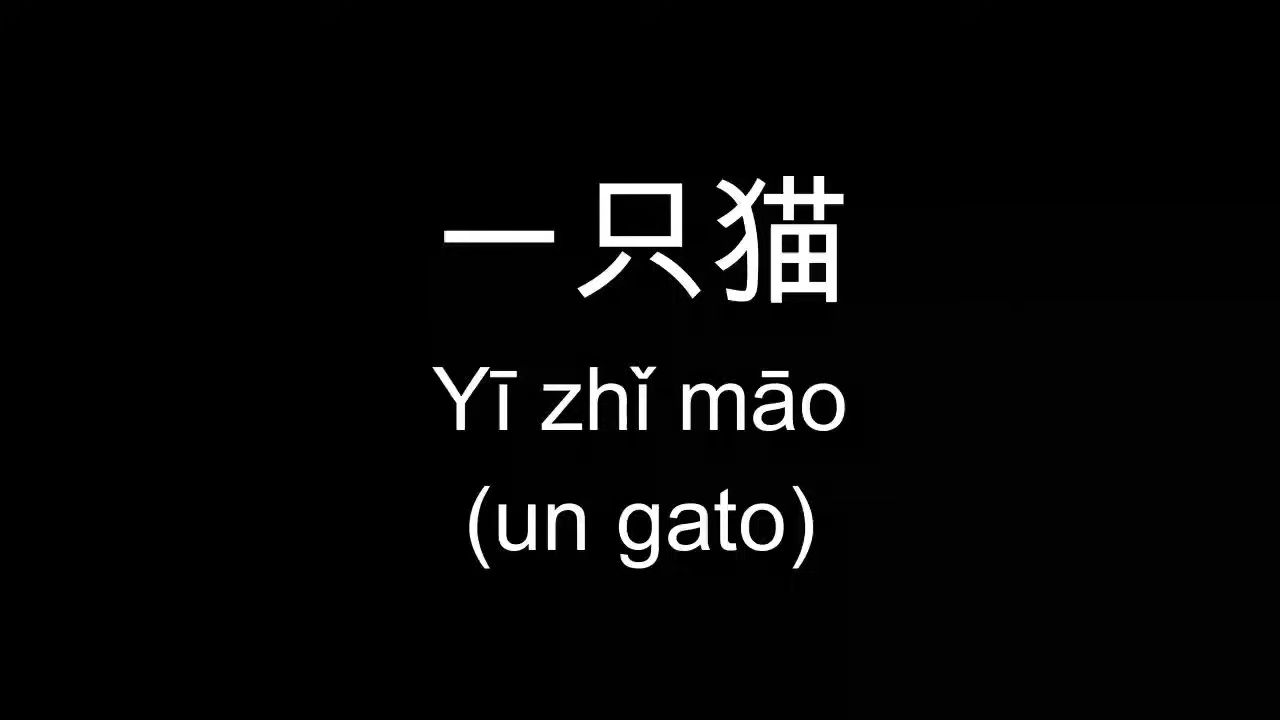 一只猫
Yī zhǐ māo
(un gato)